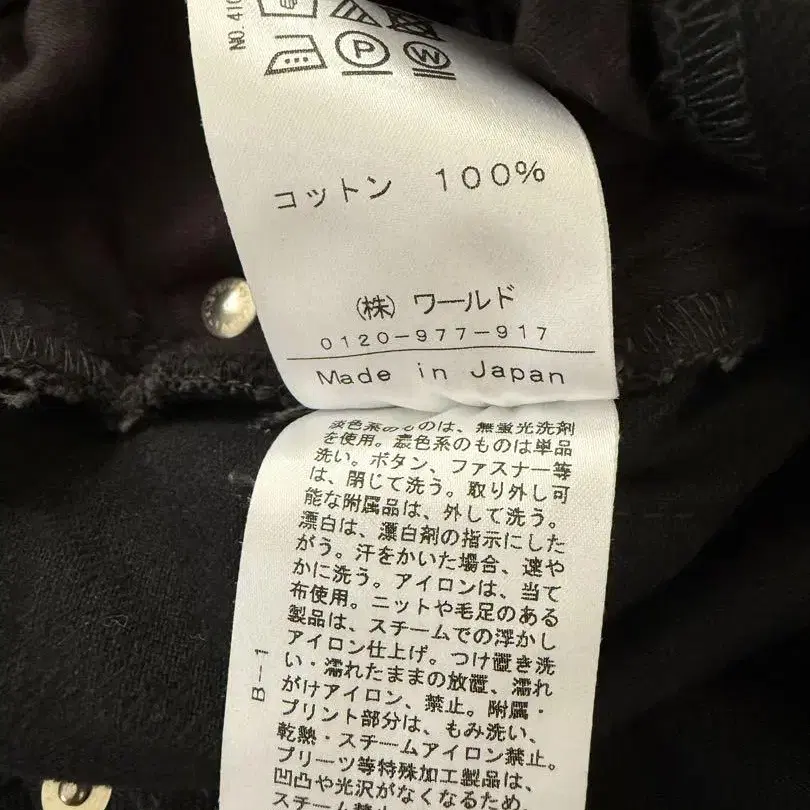 NO.410
P
W
コットン 100%
(株) ワールド
0120-977-917
Made in Japan
淡色系のものは、無蛍光洗剤
を使用。濃色系のものは単品
洗い。ボタン、ファスナー等
は、閉じて洗う。取り外し可
能な附属品は、外して洗う。
漂白は、漂白剤の指示にした
がう。汗をかいた場合、速や
かに洗う。アイロンは、当て
布使用。ニットや毛足のある
製品は、スチームでの浮かし
アイロン仕上げ。つけ置き洗
い・濡れたままの放置、濡れ
がけアイロン、禁止。附属・
プリント部分は、もみ洗い、
乾熱・スチームアイロン禁止。
プリーツ等特殊加工製品は、
凹凸や光沢がなくなるため、
B-1